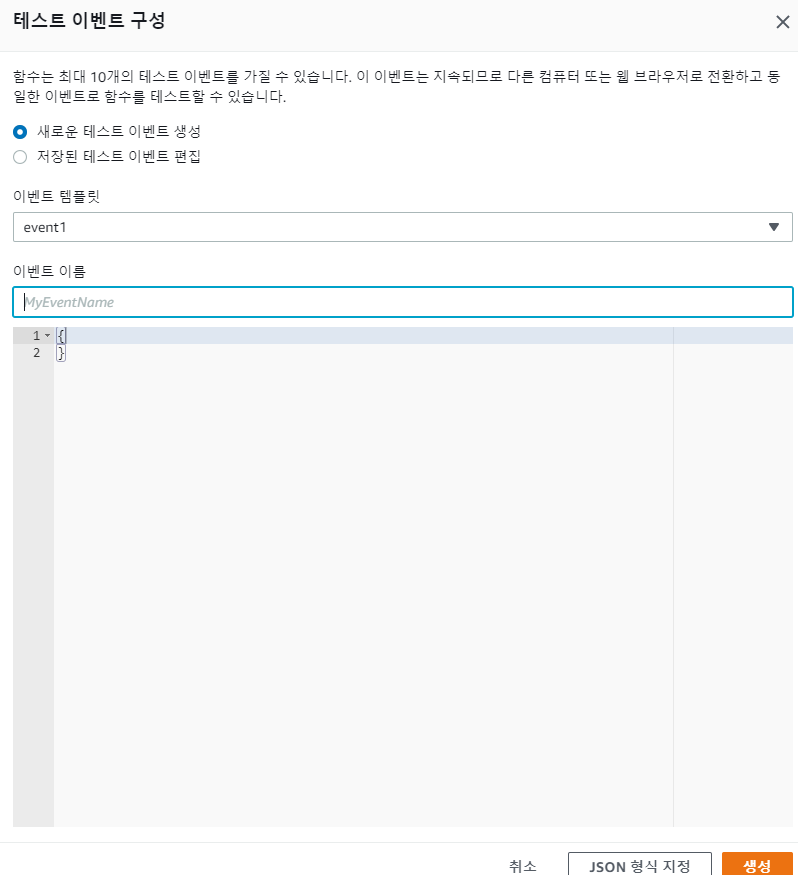 테스트 이벤트 구성
함수는 최대 10개의 테스트 이벤트를 가질 수 있습니다. 이 이벤트는 지속되므로 다른 컴퓨터 또는 웹 브라우저로 전환하고 동
일한 이벤트로 함수를 테스트할 수 있습니다.
새로운 테스트 이벤트 생성
저장된 테스트 이벤트 편집
이벤트 템플릿
event1
이벤트 이름
MyEventName
1 {
2 }
취소 JSON 형식 지정 생성